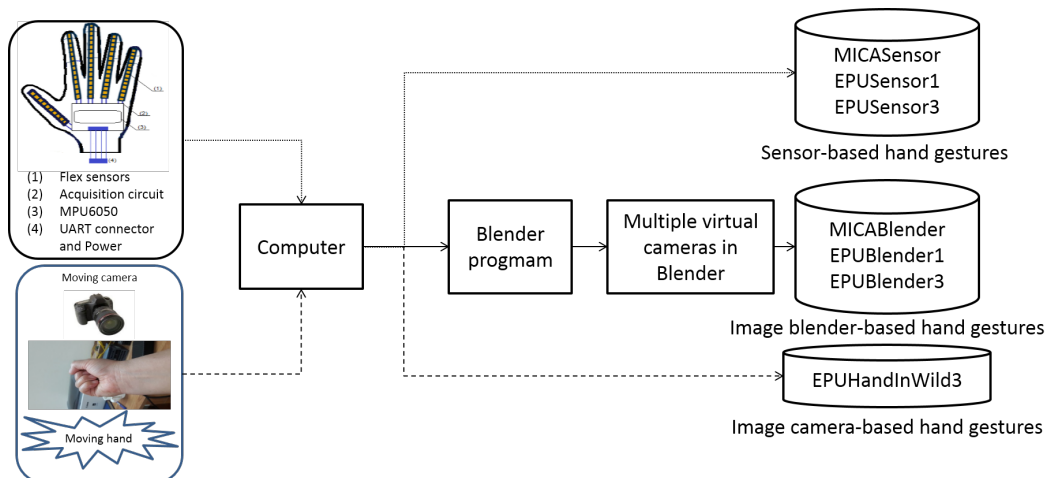 (1)
(2)
(3)
(4)
(1) Flex sensors
(2) Acquisition circuit
(3) MPU6050
(4) UART connector
and Power
Moving camera
Moving hand
Computer
Blender
progmam
Multiple virtual
cameras in
Blender
MICASensor
EPUSensor1
EPUSensor3
Sensor-based hand gestures
MICABlender
EPUBlender1
EPUBlender3
Image blender-based hand gestures
EPUHandInWild3
Image camera-based hand gestures